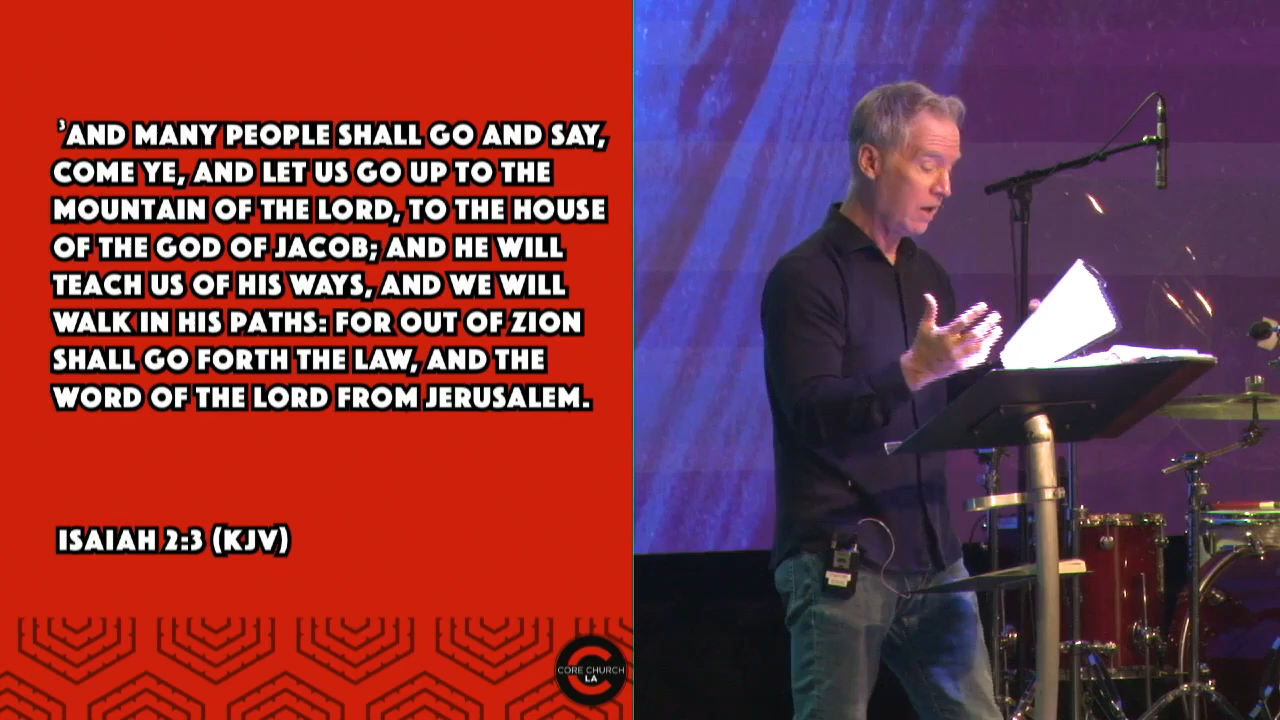 ³AND MANY PEOPLE SHALL GO AND SAY,
COME YE, AND LET US GO UP TO THE
MOUNTAIN OF THE LORD, TO THE HOUSE
OF THE GOD OF JACOB; AND HE WILL
TEACH US OF HIS WAYS, AND WE WILL
WALK IN HIS PATHS: FOR OUT OF ZION
SHALL GO FORTH THE LAW, AND THE
WORD OF THE LORD FROM JERUSALEM.
ISAIAH 2:3 (KJV)
CORE CHURCH
LA